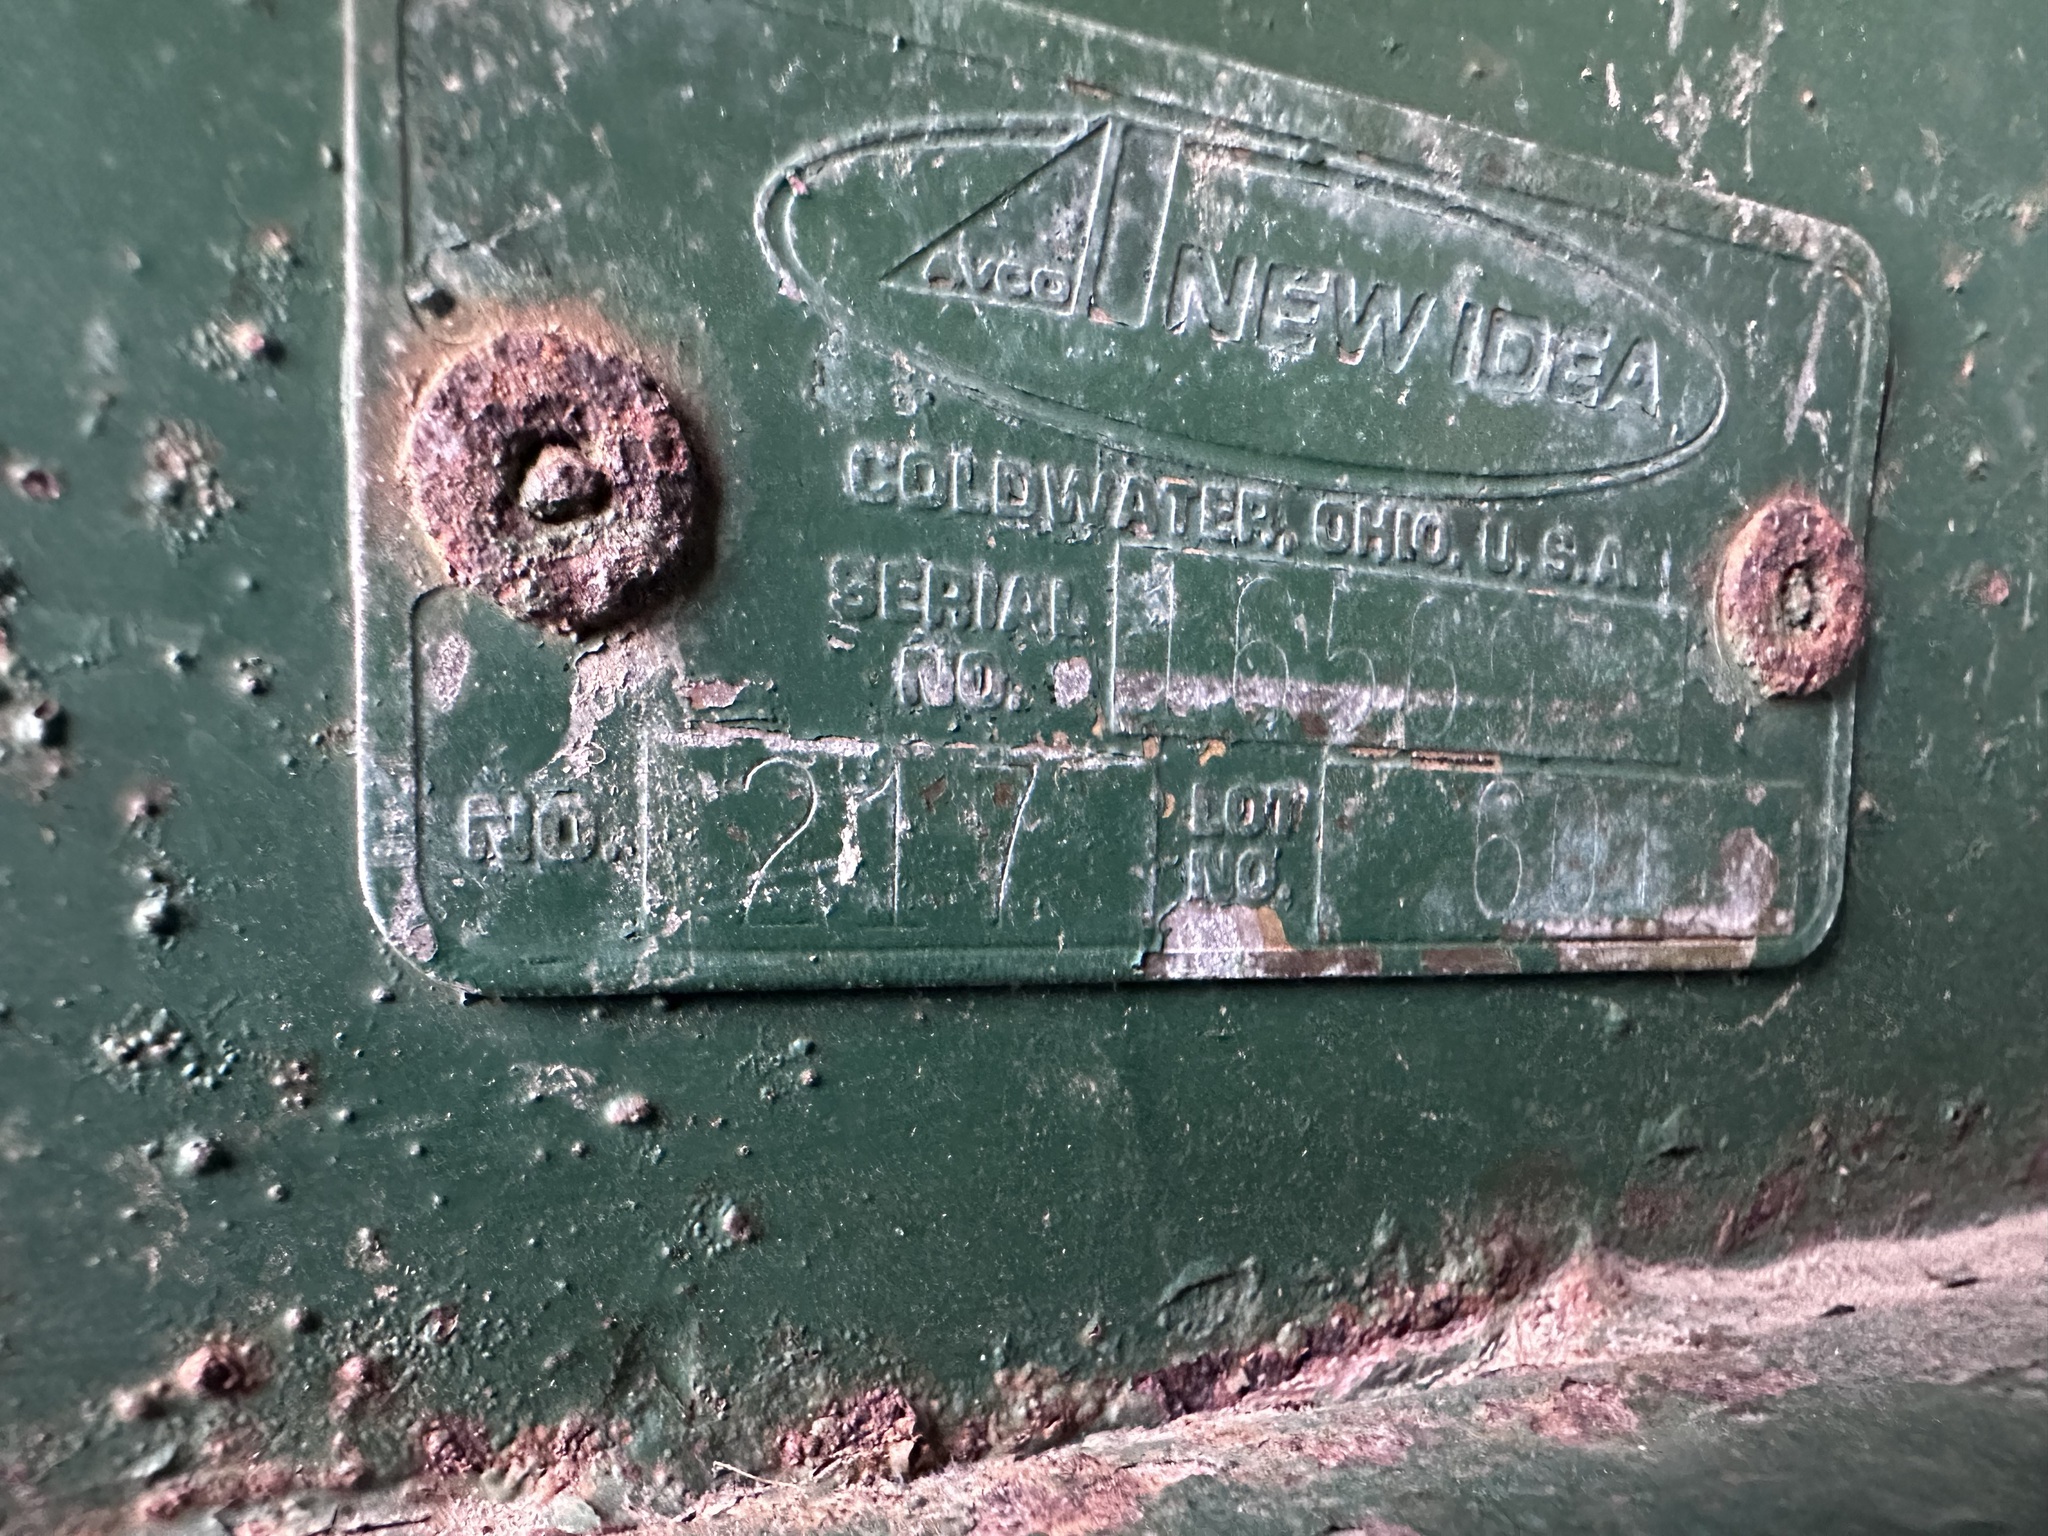 AVCO NEW IDEA
COLDWATER, OHIO, U.S.A.
SERIAL
NO.
NO. 217
LOT
NO.